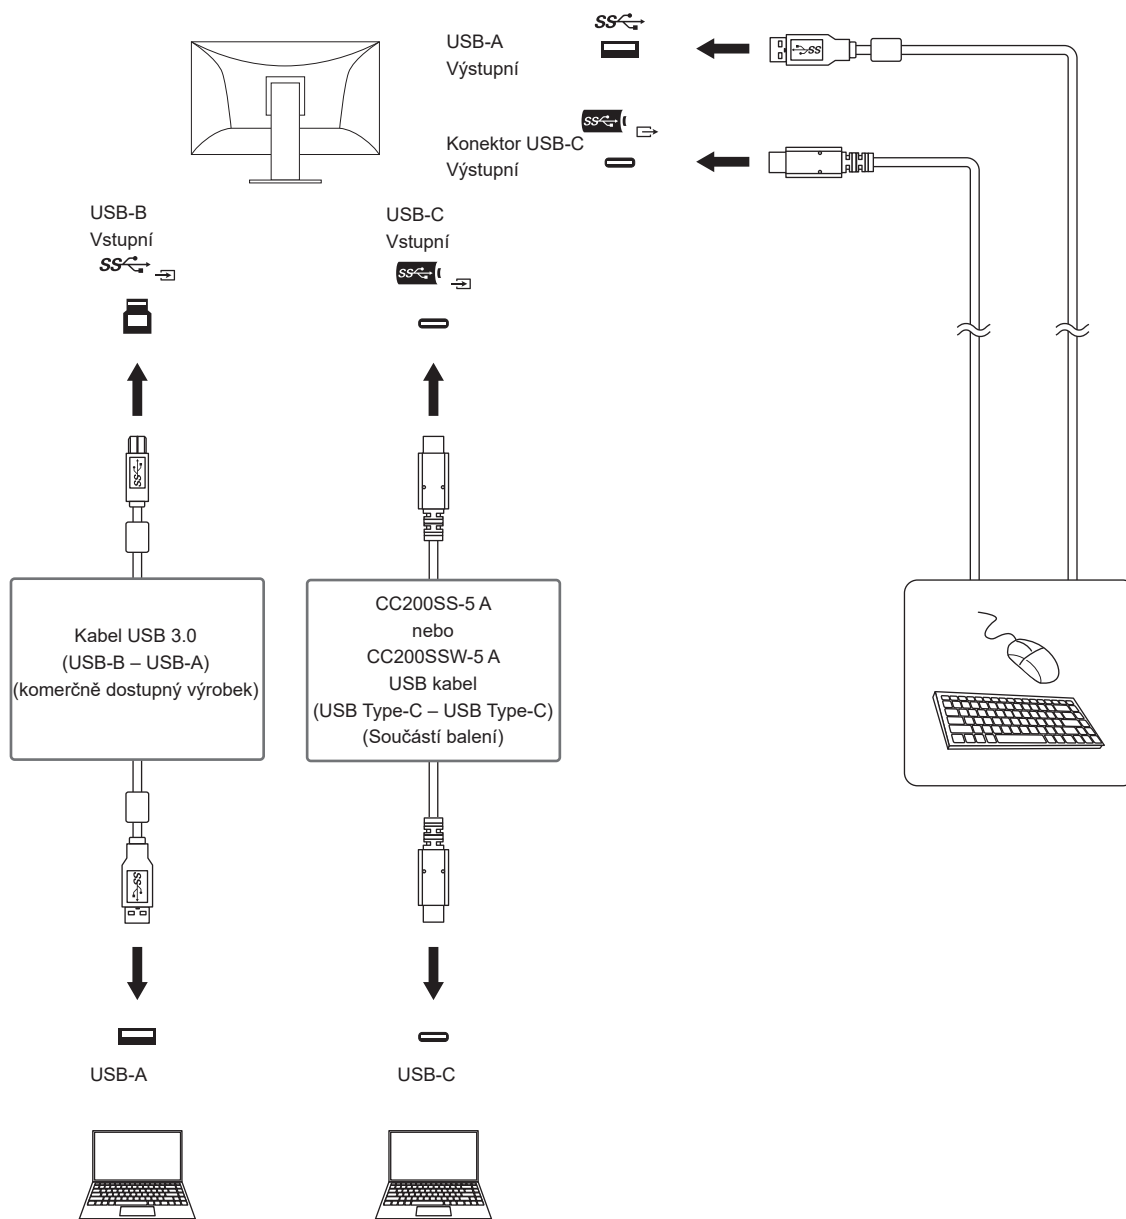 USB-A
Výstupní
Konektor USB-C
Výstupní
USB-B
Vstupní
USB-C
Vstupní
Kabel USB 3.0
(USB-B – USB-A)
(komerčně dostupný výrobek)
CC200SS-5 A
nebo
CC200SSW-5 A
USB kabel
(USB Type-C – USB Type-C)
(Součástí balení)
USB-A
USB-C